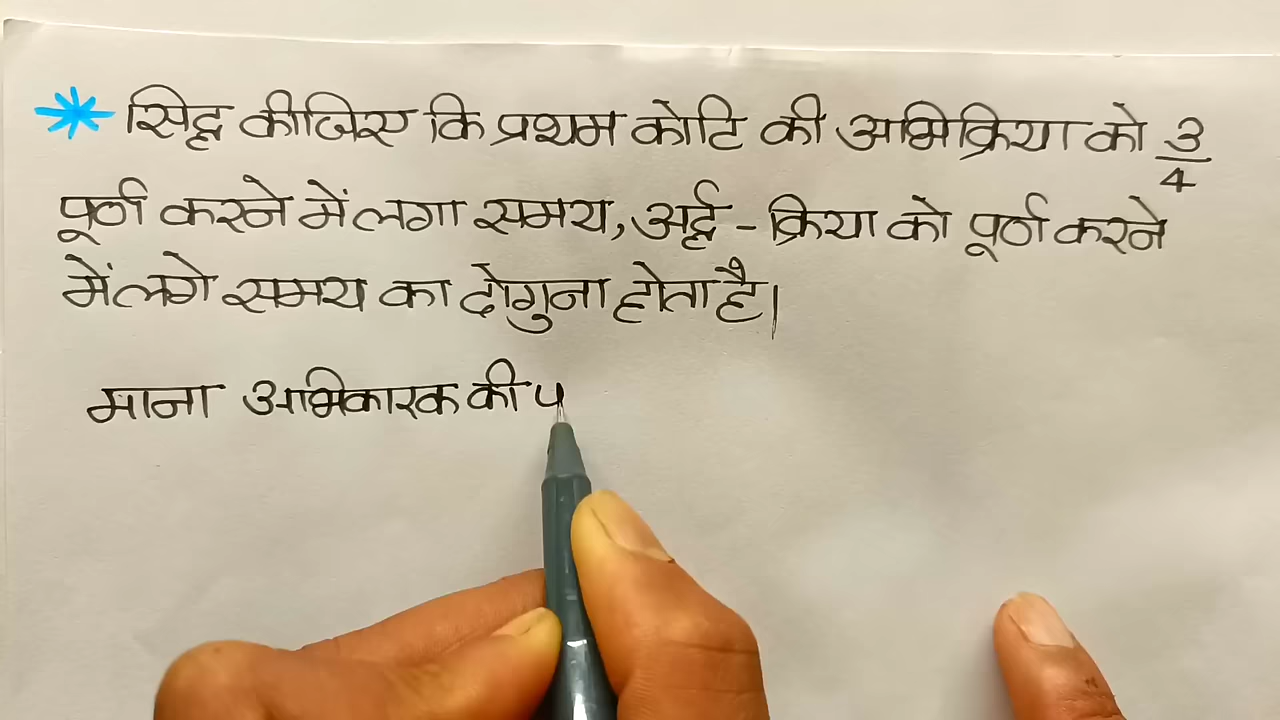 * सिद्ध कीजिए कि प्रथम कोटि की अभिक्रिया को 3/4
पूर्ण करने में लगा समय, अर्द्ध - क्रिया को पूर्ण करने
में लगे समय का दोगुना होता है।
माना अभिकारक की